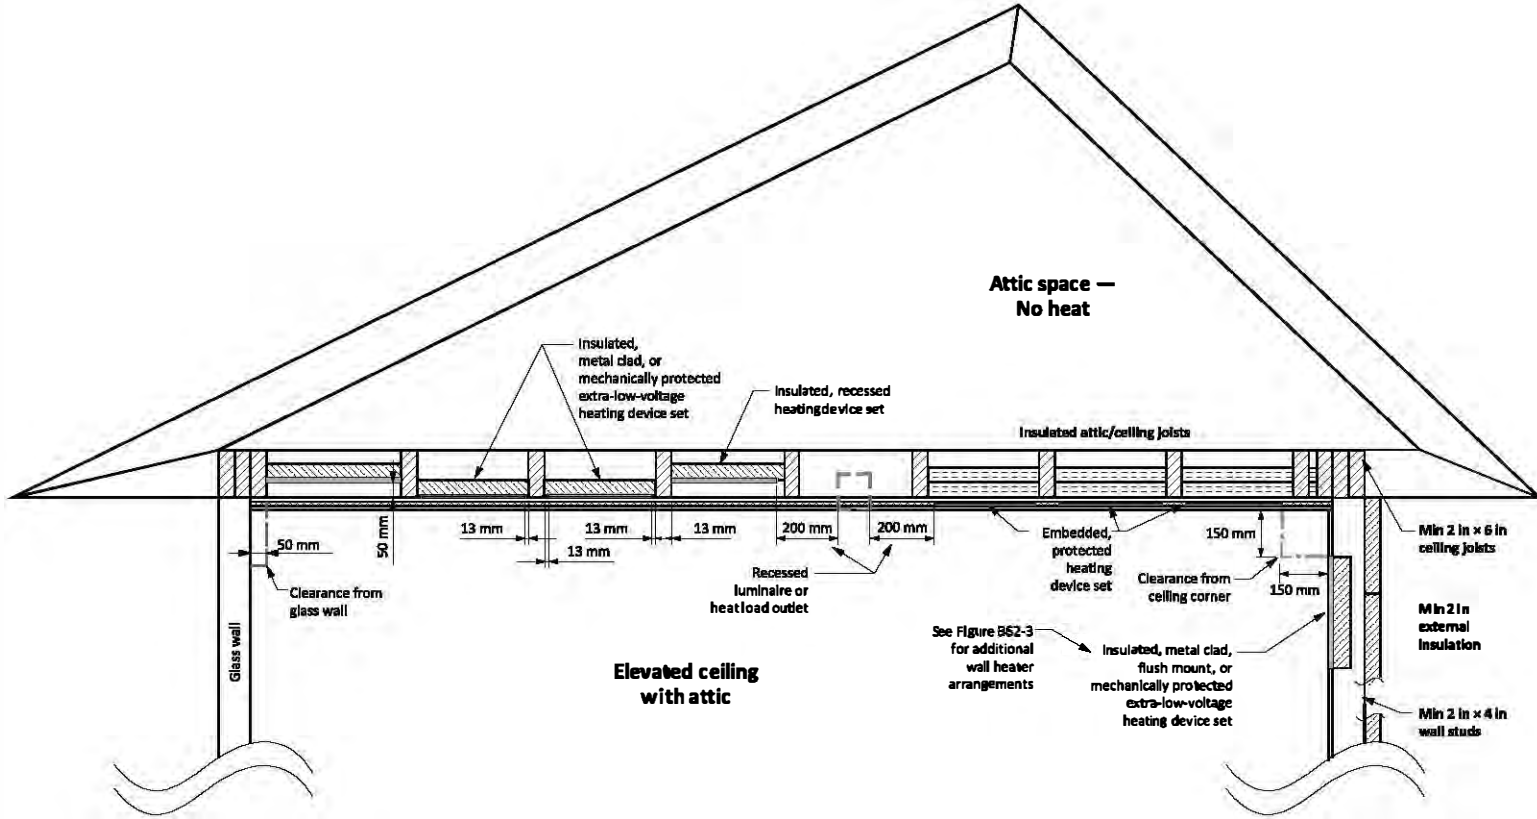 Attic space —
No heat
Insulated,
metal clad, or
mechanically protected
extra-low-voltage
heating device set
Insulated, recessed
heating device set
Insulated attic/ceiling joists
50 mm
50 mm
13 mm
13 mm
13 mm
13 mm
200 mm
200 mm
150 mm
150 mm
Clearance from
glass wall
Recessed
luminaire or
heat load outlet
Embedded,
protected
heating
device set
Clearance from
ceiling corner
Min 2 in × 6 in
ceiling joists
Min 2 in
external
insulation
Glass wall
Elevated ceiling
with attic
See Figure B52-3
for additional
wall heater
arrangements
Insulated, metal clad,
flush mount, or
mechanically protected
extra-low-voltage
heating device set
Min 2 in × 4 in
wall studs